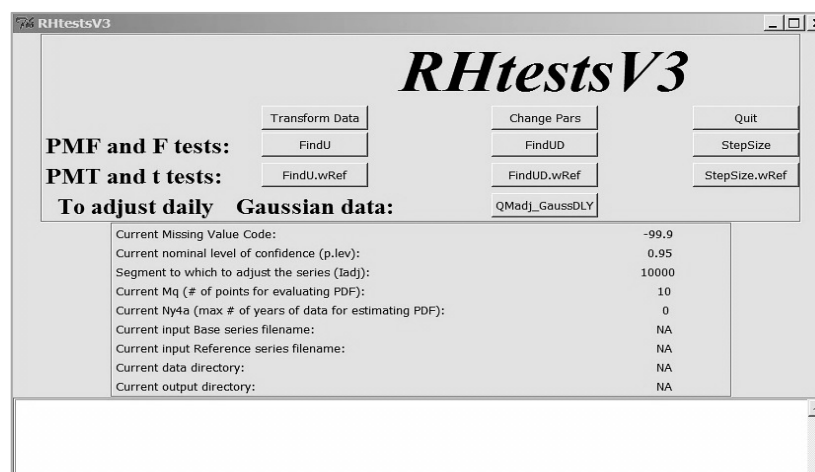 RHtestsV3
RHtestsV3
Transform Data Change Pars Quit
PMF and F tests: FindU FindUD StepSize
PMT and t tests: FindU.wRef FindUD.wRef StepSize.wRef
To adjust daily Gaussian data: QMadj_GaussDLY
Current Missing Value Code: -99.9
Current nominal level of confidence (p.lev): 0.95
Segment to which to adjust the series (Iadj): 10000
Current Mq (# of points for evaluating PDF): 10
Current Ny4a (max # of years of data for estimating PDF): 0
Current input Base series filename: NA
Current input Reference series filename: NA
Current data directory: NA
Current output directory: NA